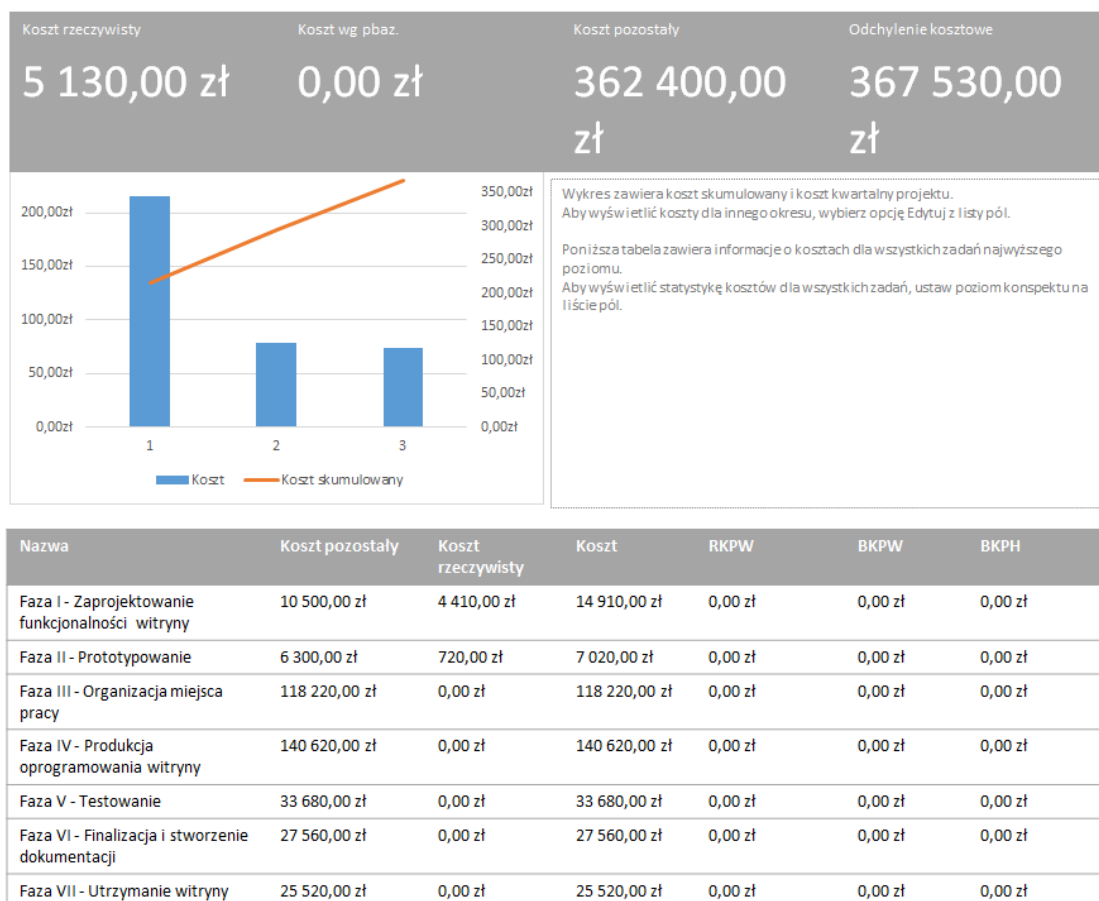 Koszt rzeczywisty
5 130,00 zł
Koszt wg pbaz.
0,00 zł
Koszt pozostały
362 400,00
zł
Odchylenie kosztowe
367 530,00
zł
200,00zł
150,00zł
100,00zł
50,00zł
0,00zł
350,00zł
300,00zł
250,00zł
200,00zł
150,00zł
100,00zł
50,00zł
0,00zł
1 2 3
Koszt Koszt skumulowany
Wykres zawiera koszt skumulowany i koszt kwartalny projektu.
Aby wyświetlić koszty dla innego okresu, wybierz opcję Edytuj z listy pól.
Poniższa tabela zawiera informacje o kosztach dla wszystkich zadań najwyższego
poziomu.
Aby wyświetlić statystykę kosztów dla wszystkich zadań, ustaw poziom konspektu na
liście pól.
Nazwa Koszt pozostały Koszt Koszt RKPW BKPW BKPH
rzeczywisty
Faza I - Zaprojektowanie 10 500,00 zł 4 410,00 zł 14 910,00 zł 0,00 zł 0,00 zł 0,00 zł
funkcjonalności witryny
Faza II - Prototypowanie 6 300,00 zł 720,00 zł 7 020,00 zł 0,00 zł 0,00 zł 0,00 zł
Faza III - Organizacja miejsca 118 220,00 zł 0,00 zł 118 220,00 zł 0,00 zł 0,00 zł 0,00 zł
pracy
Faza IV - Produkcja 140 620,00 zł 0,00 zł 140 620,00 zł 0,00 zł 0,00 zł 0,00 zł
oprogramowania witryny
Faza V - Testowanie 33 680,00 zł 0,00 zł 33 680,00 zł 0,00 zł 0,00 zł 0,00 zł
Faza VI - Finalizacja i stworzenie 27 560,00 zł 0,00 zł 27 560,00 zł 0,00 zł 0,00 zł 0,00 zł
dokumentacji
Faza VII - Utrzymanie witryny 25 520,00 zł 0,00 zł 25 520,00 zł 0,00 zł 0,00 zł 0,00 zł